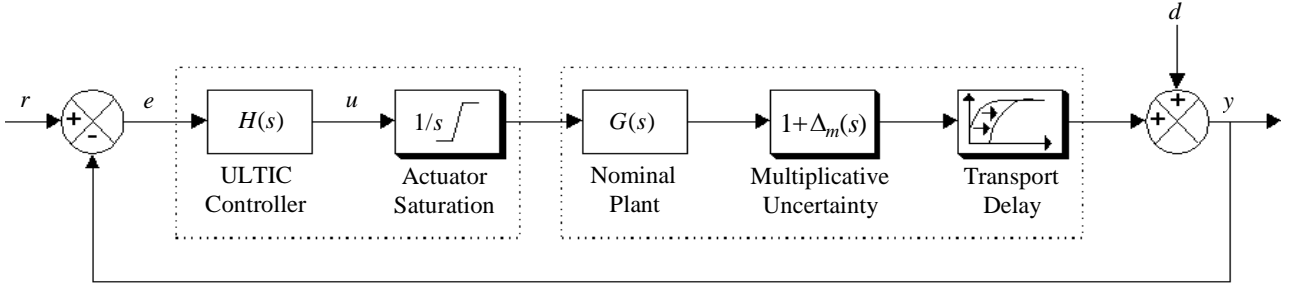 d
r
+
-
e
H(s)
ULTIC
Controller
u
1/s
Actuator
Saturation
G(s)
Nominal
Plant
1+Δm(s)
Multiplicative
Uncertainty
Transport
Delay
+
+
y